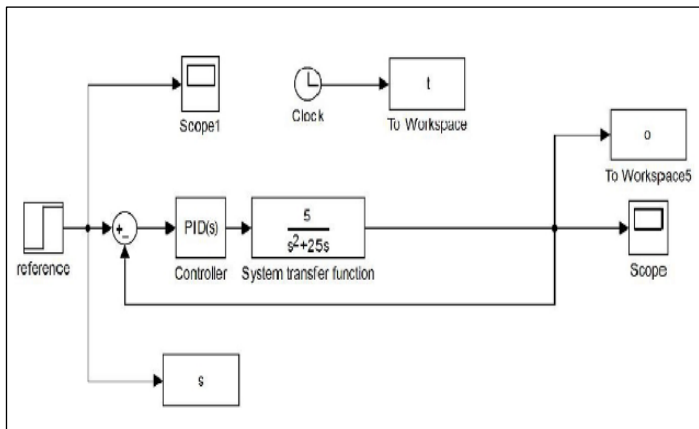 Scope1
Clock
t
To Workspace
o
To Workspace5
reference
+
−
PID(s)
Controller
5
s²+25s
System transfer function
Scope
s